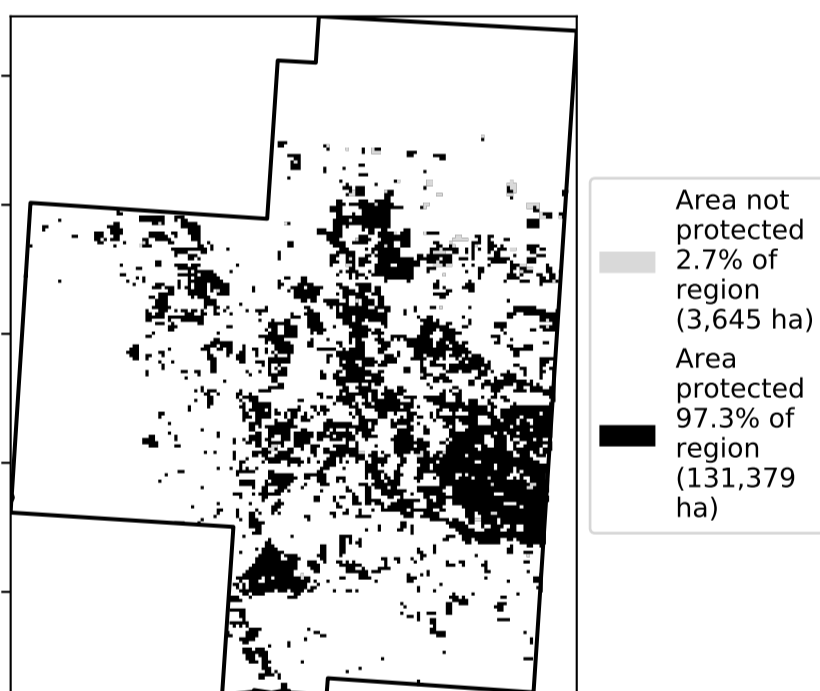 Area not
protected
2.7% of
region
(3,645 ha)
Area
protected
97.3% of
region
(131,379
ha)